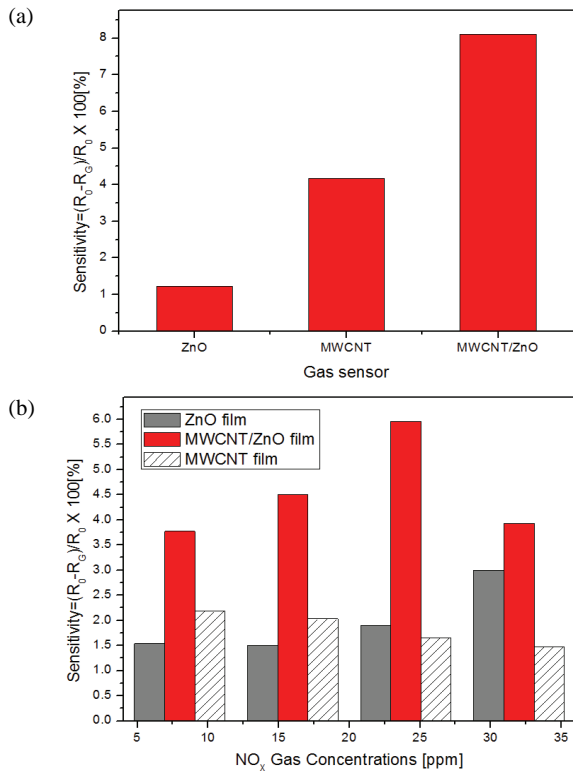 (a)
Sensitivity=(R₀-R_G)/R₀ X 100[%]
8
7
6
5
4
3
2
1
0
ZnO MWCNT MWCNT/ZnO
Gas sensor
(b)
Sensitivity=(R₀-R_G)/R₀ X 100[%]
6.0
5.5
5.0
4.5
4.0
3.5
3.0
2.5
2.0
1.5
1.0
0.5
0.0
ZnO film
MWCNT/ZnO film
MWCNT film
5 10 15 20 25 30 35
NOₓ Gas Concentrations [ppm]